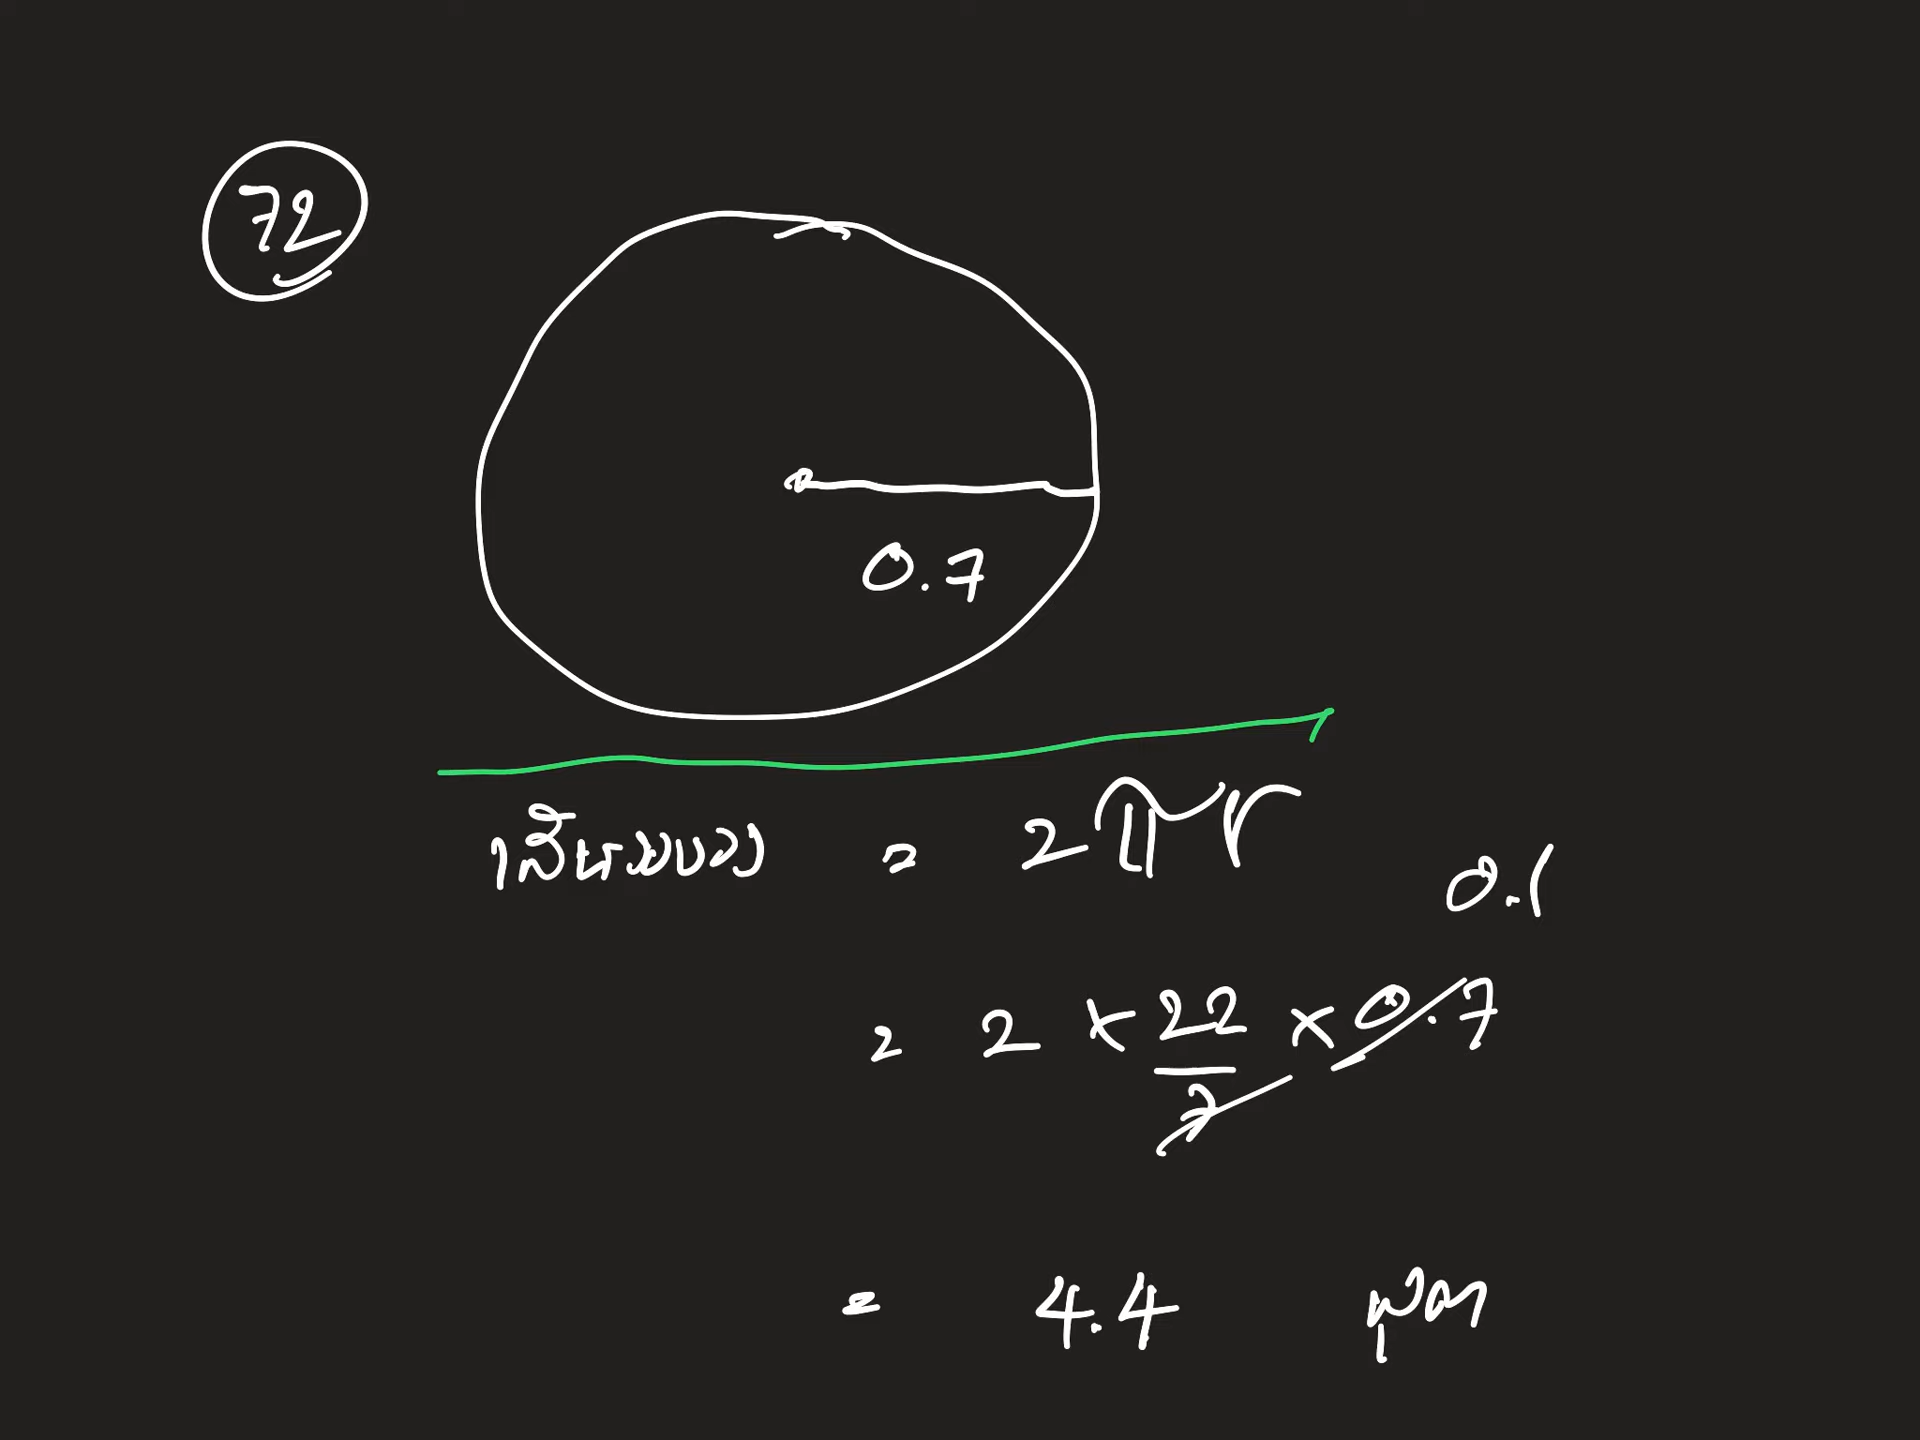 72
0.7
เส้นรอบวง = 2πr
0.1
= 2 × 22/7 × 0.7
= 4.4 ฟุต